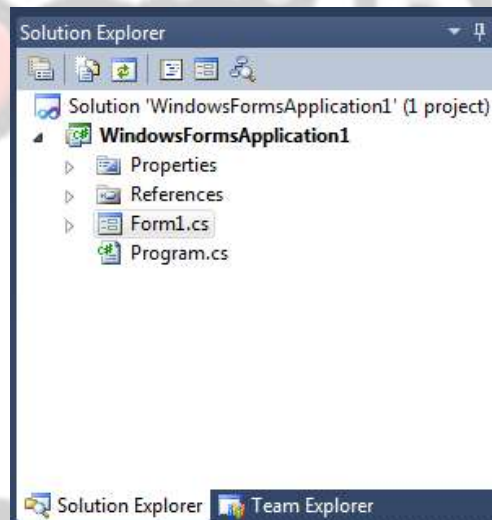 Solution Explorer
Solution 'WindowsFormsApplication1' (1 project)
WindowsFormsApplication1
Properties
References
Form1.cs
Program.cs
Solution Explorer Team Explorer